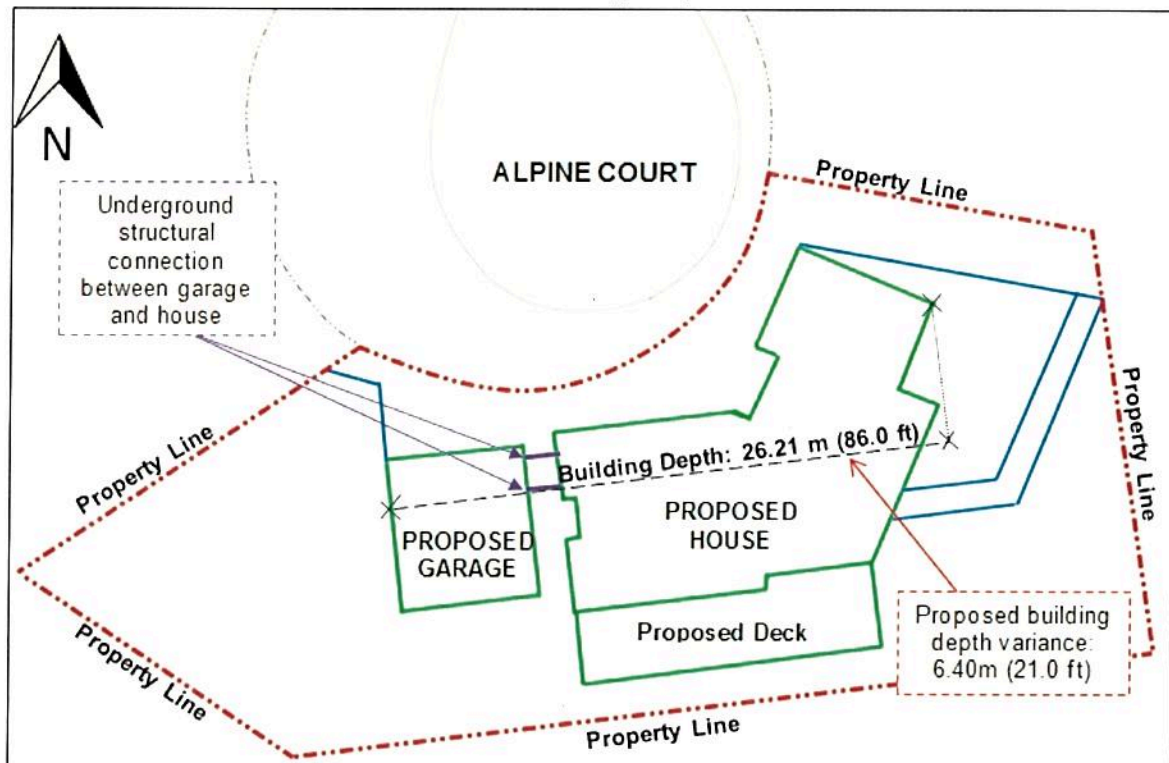 N
ALPINE COURT
Property Line
Underground
structural
connection
between garage
and house
Property Line
Property Line
Building Depth: 26.21 m (86.0 ft)
PROPOSED
GARAGE
PROPOSED
HOUSE
Proposed Deck
Proposed building
depth variance:
6.40m (21.0 ft)
Property Line
Property Line